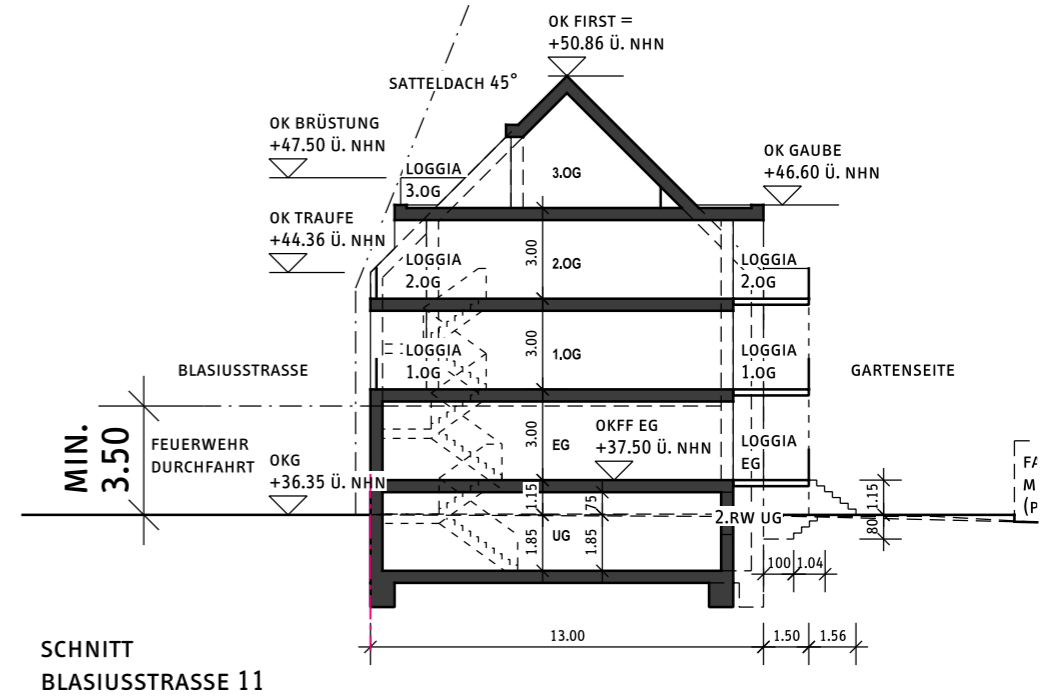 OK FIRST =
+50.86 Ü. NHN
SATTELDACH 45°
OK BRÜSTUNG
+47.50 Ü. NHN
LOGGIA
3.OG
3.OG
OK GAUBE
+46.60 Ü. NHN
OK TRAUFE
+44.36 Ü. NHN
LOGGIA
2.OG
3.00
2.OG
LOGGIA
2.OG
BLASIUSSTRASSE
LOGGIA
1.OG
3.00
1.OG
LOGGIA
1.OG
GARTENSEITE
MIN.
3.50
FEUERWEHR
DURCHFAHRT
OKG
+36.35 Ü. NHN
3.00
EG
OKFF EG
+37.50 Ü. NHN
LOGGIA
EG
1.15
75
2.RW UG
1.15
80
FA
M
(P
1.85
UG
1.85
100
1.04
13.00
1.50
1.56
SCHNITT
BLASIUSSTRASSE 11